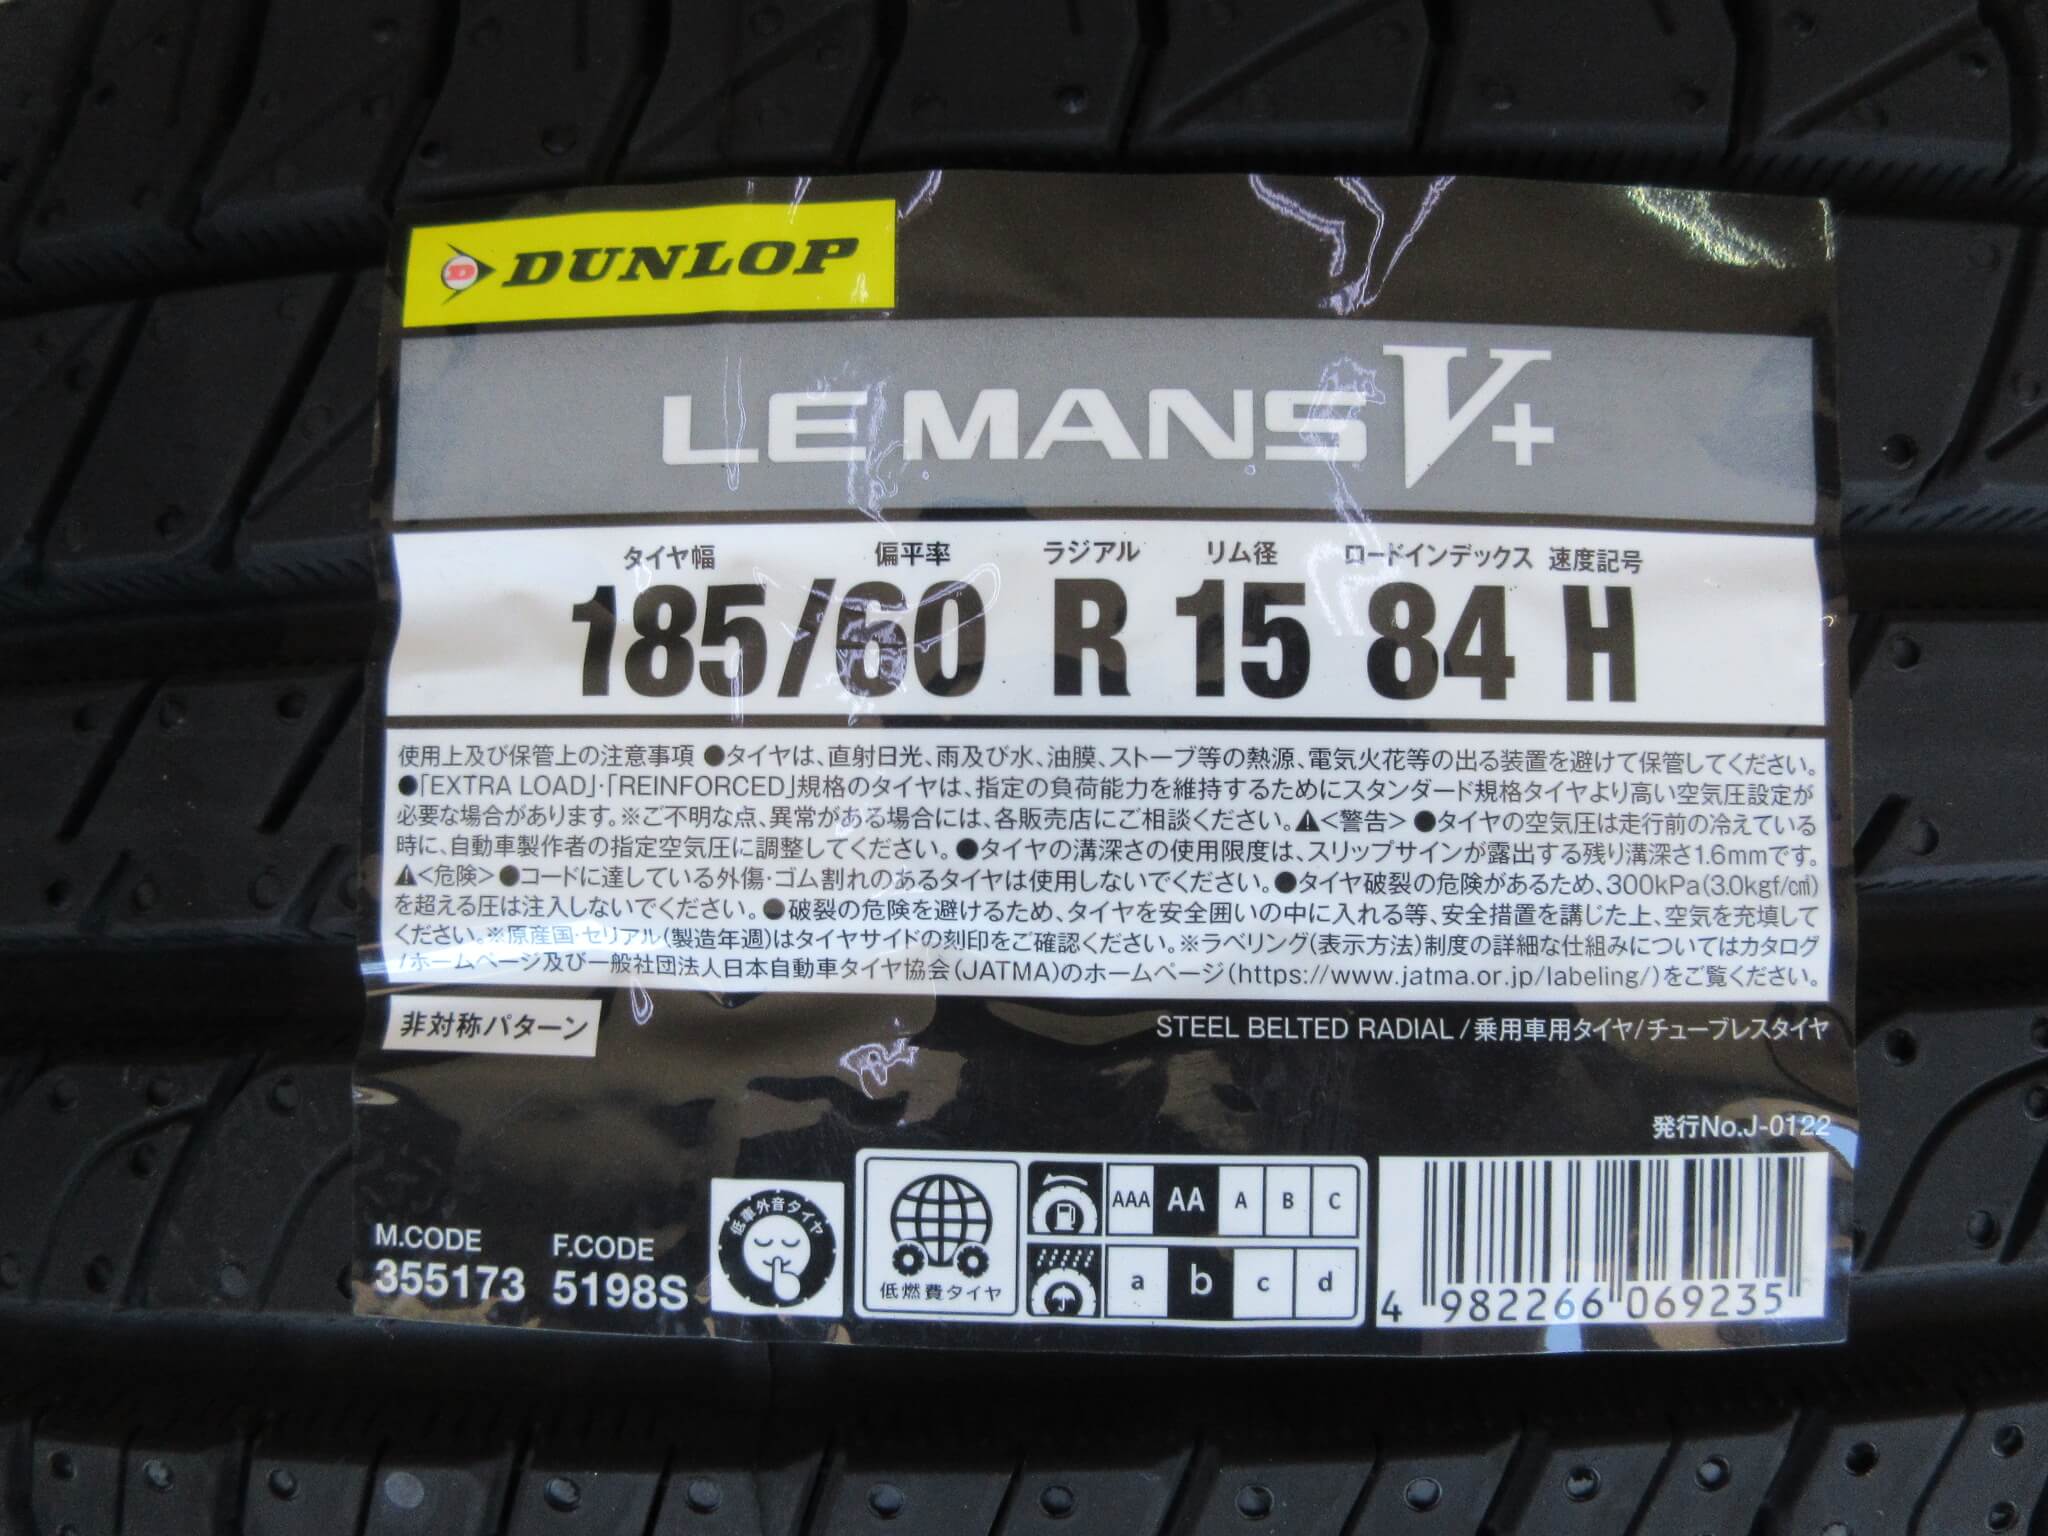 DUNLOP
LE MANS V+
タイヤ幅 偏平率 ラジアル リム径 ロードインデックス 速度記号
185/60 R 15 84 H
使用上及び保管上の注意事項 ●タイヤは、直射日光、雨及び水、油膜、ストーブ等の熱源、電気火花等の出る装置を避けて保管してください。
●「EXTRA LOAD」・「REINFORCED」規格のタイヤは、指定の負荷能力を維持するためにスタンダード規格タイヤより高い空気圧設定が
必要な場合があります。※ご不明な点、異常がある場合には、各販売店にご相談ください。⚠<警告> ●タイヤの空気圧は走行前の冷えている
時に、自動車製作者の指定空気圧に調整してください。●タイヤの溝深さの使用限度は、スリップサインが露出する残り溝深さ1.6mmです。
⚠<危険> ●コードに達している外傷・ゴム割れのあるタイヤは使用しないでください。●タイヤ破裂の危険があるため、300kPa(3.0kgf/c㎡)
を超える圧は注入しないでください。●破裂の危険を避けるため、タイヤを安全囲いの中に入れる等、安全措置を講じた上、空気を充填して
ください。※原産国・セリアル(製造年週)はタイヤサイドの刻印をご確認ください。※ラベリング(表示方法)制度の詳細な仕組みについてはカタログ
/ホームページ及び一般社団法人日本自動車タイヤ協会(JATMA)のホームページ(https://www.jatma.or.jp/labeling/)をご覧ください。
非対称パターン
STEEL BELTED RADIAL/乗用車用タイヤ/チューブレスタイヤ
発行No.J-0122
M.CODE
355173
F.CODE
5198S
低車外音タイヤ
低燃費タイヤ
AAA AA A B C
a b c d
4 982266 069235